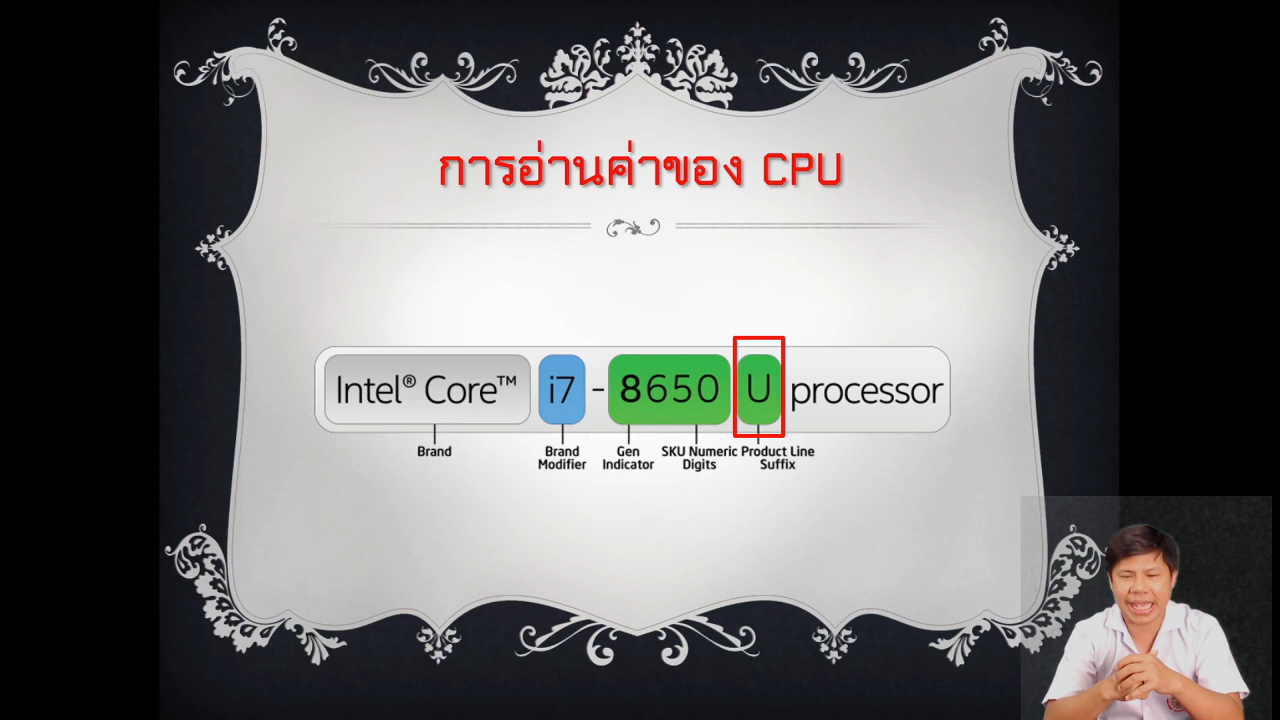 การอ่านค่าของ CPU
Intel® Core™ i7 - 8650 U processor
Brand
Brand Modifier
Gen Indicator
SKU Numeric Digits
Product Line Suffix